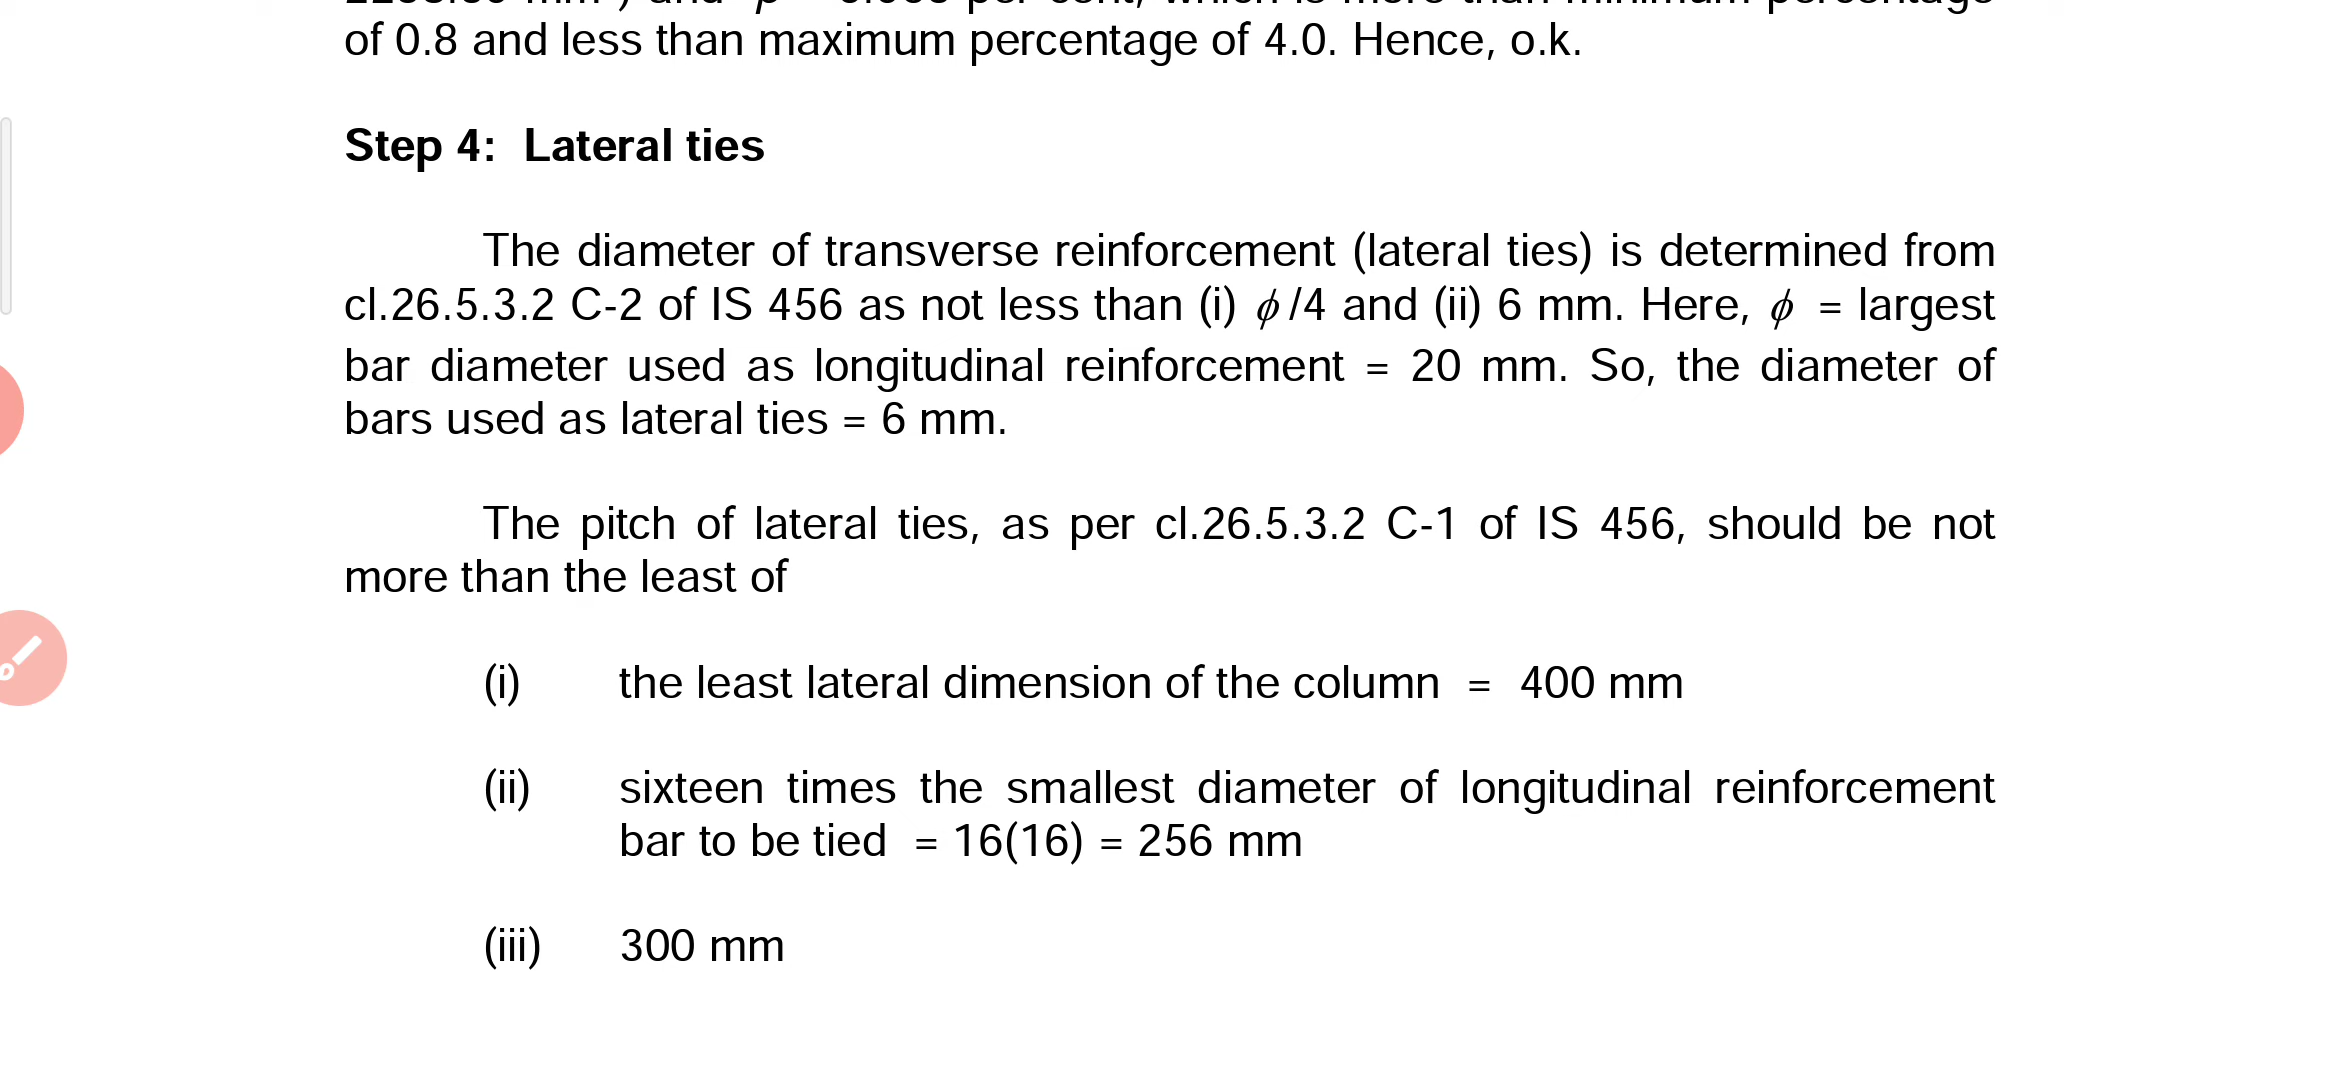 of 0.8 and less than maximum percentage of 4.0. Hence, o.k.
Step 4: Lateral ties
The diameter of transverse reinforcement (lateral ties) is determined from
cl.26.5.3.2 C-2 of IS 456 as not less than (i) ϕ/4 and (ii) 6 mm. Here, ϕ = largest
bar diameter used as longitudinal reinforcement = 20 mm. So, the diameter of
bars used as lateral ties = 6 mm.
The pitch of lateral ties, as per cl.26.5.3.2 C-1 of IS 456, should be not
more than the least of
(i) the least lateral dimension of the column = 400 mm
(ii) sixteen times the smallest diameter of longitudinal reinforcement
bar to be tied = 16(16) = 256 mm
(iii) 300 mm